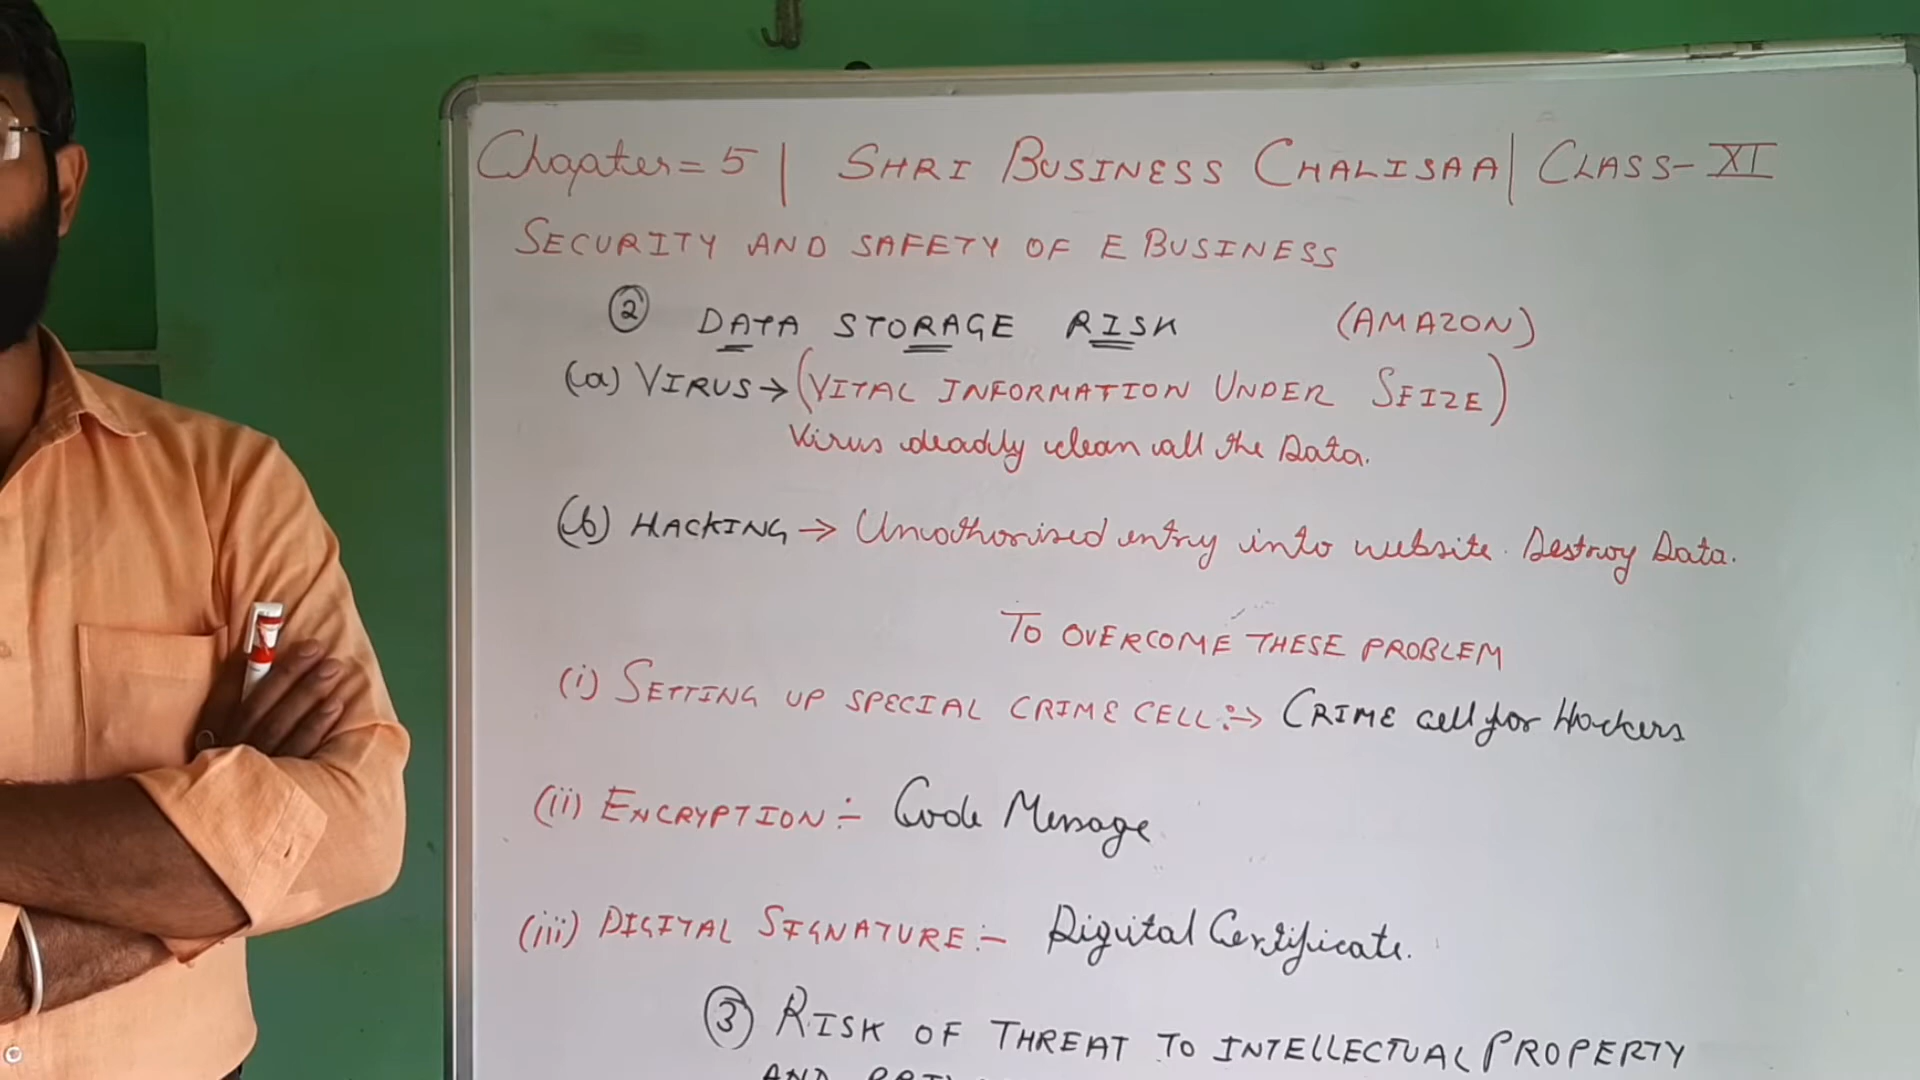 Chapter = 5 | SHRI BUSINESS CHALISAA | CLASS-XI
SECURITY AND SAFETY OF E BUSINESS
② DATA STORAGE RISK (AMAZON)
(a) VIRUS → (VITAL INFORMATION UNDER SEIZE)
Virus deadly clean all the Data.
(b) HACKING → Unothorised entry into website. Destroy Data.
TO OVERCOME THESE PROBLEM
(i) SETTING UP SPECIAL CRIME CELL :→ CRIME cell for Hackers
(ii) ENCRYPTION :- Code Message
(iii) DIGITAL SIGNATURE :- Digital Certificate.
③ RISK OF THREAT TO INTELLECTUAL PROPERTY
AND